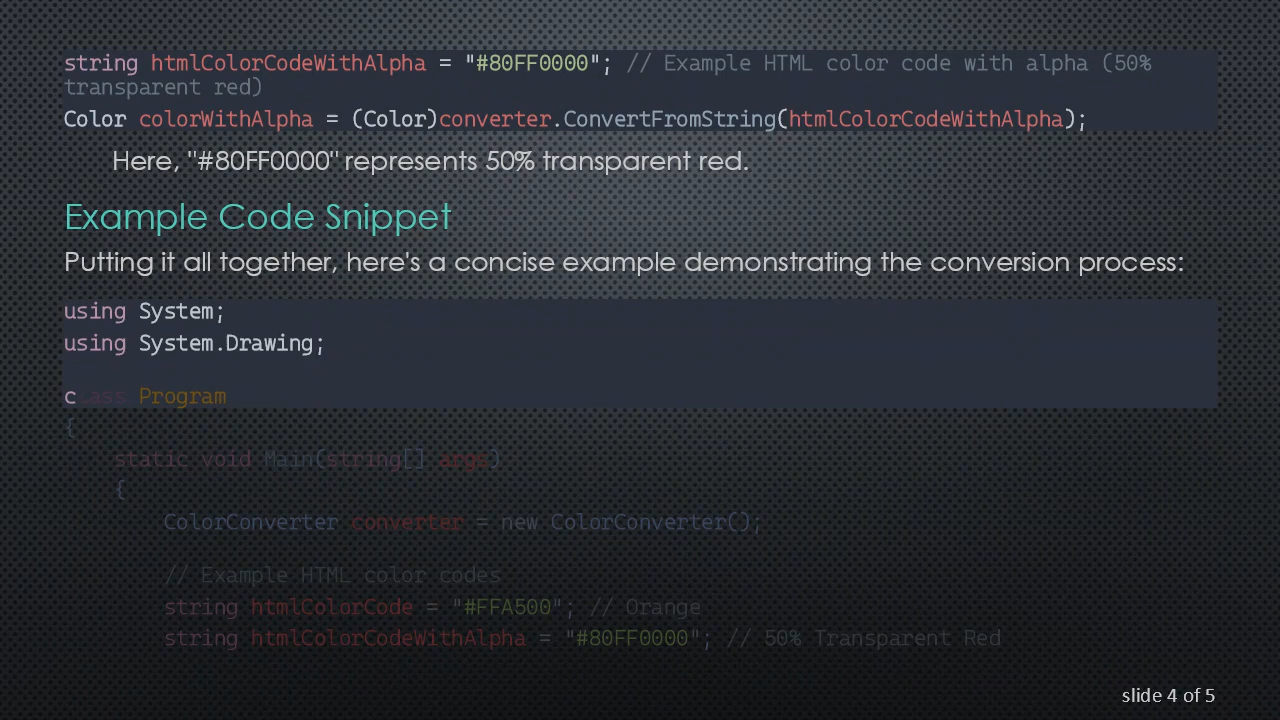 string htmlColorCodeWithAlpha = "#80FF0000"; // Example HTML color code with alpha (50%
transparent red)
Color colorWithAlpha = (Color)converter.ConvertFromString(htmlColorCodeWithAlpha);
Here, "#80FF0000" represents 50% transparent red.
Example Code Snippet
Putting it all together, here's a concise example demonstrating the conversion process:
using System;
using System.Drawing;
class Program
{
static void Main(string[] args)
{
ColorConverter converter = new ColorConverter();
// Example HTML color codes
string htmlColorCode = "#FFA500"; // Orange
string htmlColorCodeWithAlpha = "#80FF0000"; // 50% Transparent Red
slide 4 of 5